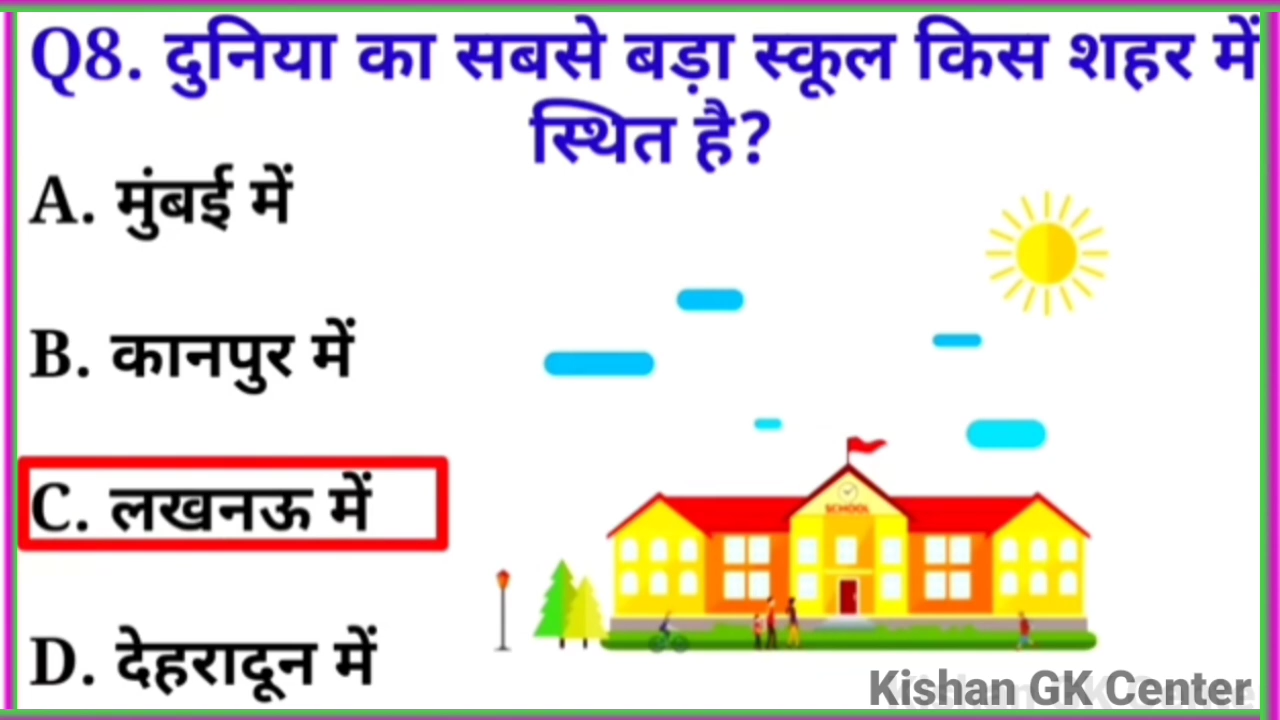 Q8. दुनिया का सबसे बड़ा स्कूल किस शहर में
स्थित है?
A. मुंबई में
B. कानपुर में
C. लखनऊ में
D. देहरादून में
SCHOOL
Kishan GK Center